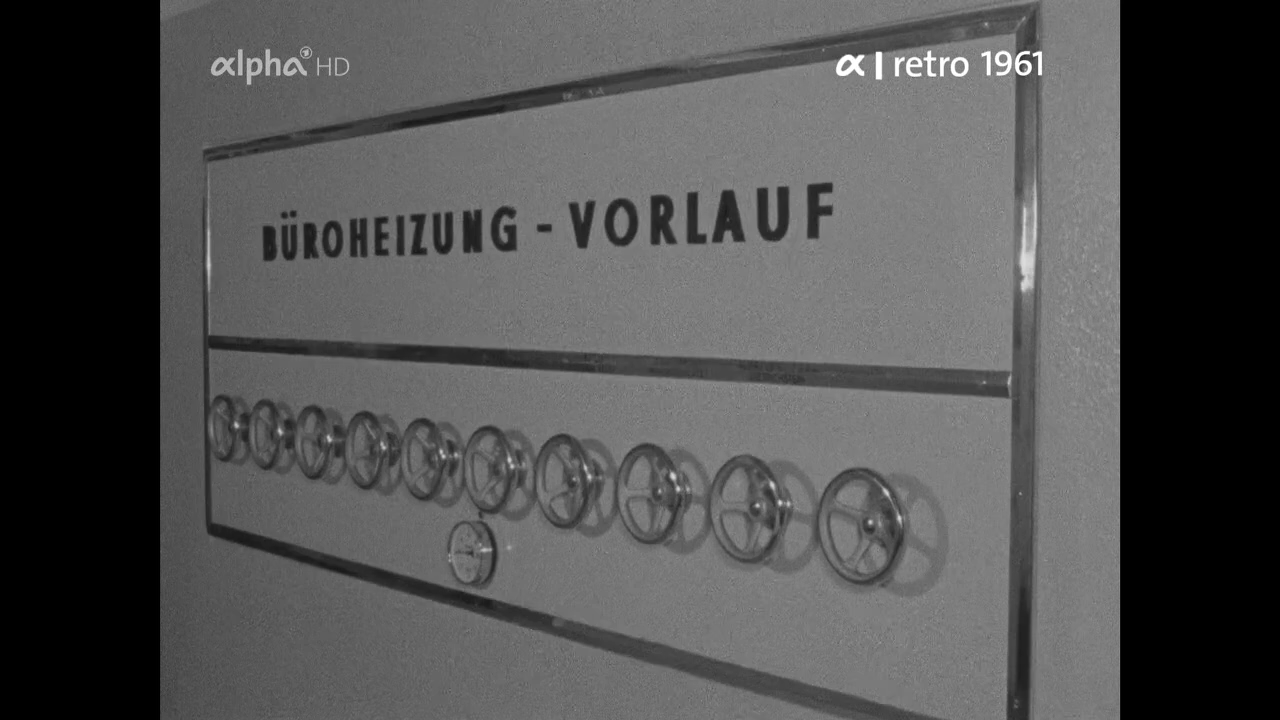 alpha HD
α | retro 1961
BÜROHEIZUNG - VORLAUF